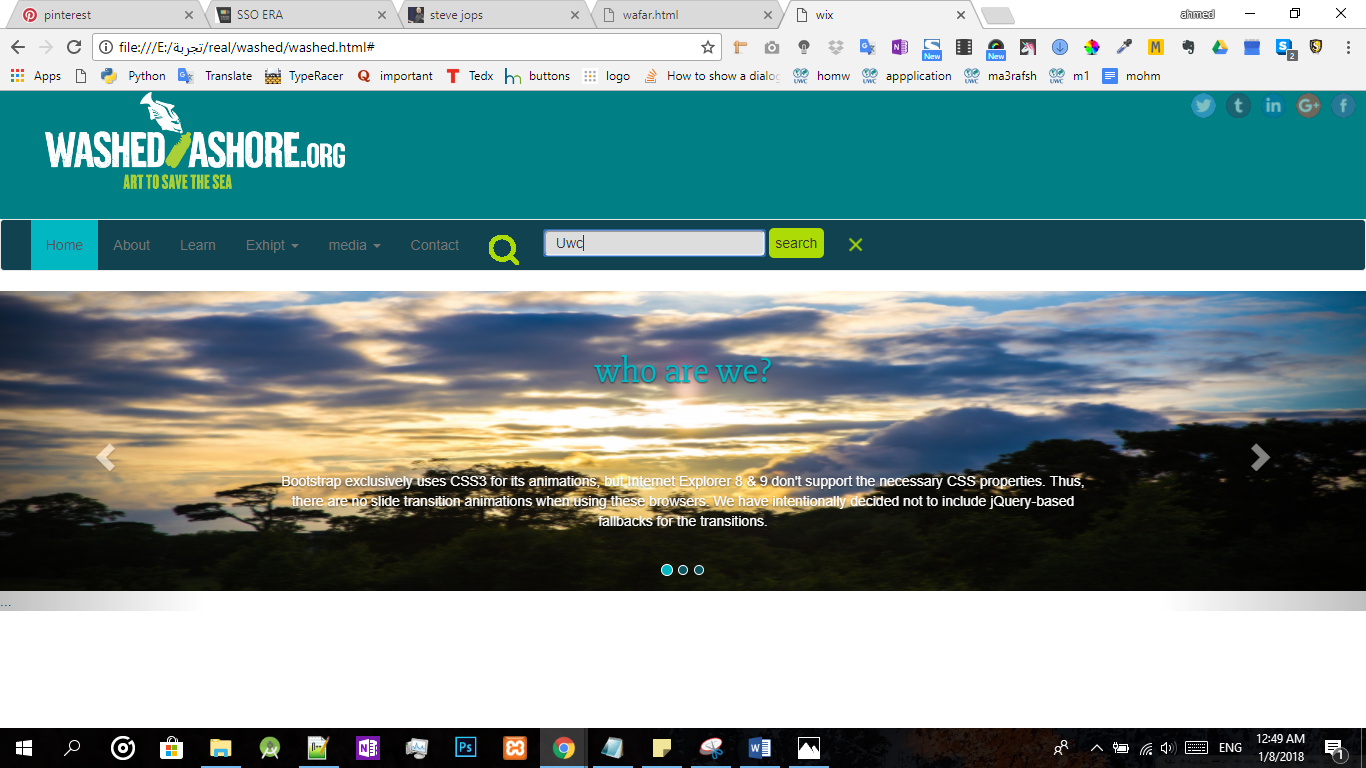 pinterest
SSO ERA
steve jops
wafar.html
wix
ahmed
file:///E:/تجربة/real/washed/washed.html#
New
New
M
2
Apps
Python
Translate
TypeRacer
important
Tedx
buttons
logo
How to show a dialog
homw
appplication
ma3rafsh
m1
mohm
WASHED ASHORE.ORG
ART TO SAVE THE SEA
Home
About
Learn
Exhipt
media
Contact
Uwc
search
who are we?
Bootstrap exclusively uses CSS3 for its animations, but Internet Explorer 8 & 9 don't support the necessary CSS properties. Thus,
there are no slide transition animations when using these browsers. We have intentionally decided not to include jQuery-based
fallbacks for the transitions.
...
ENG
12:49 AM
1/8/2018
1